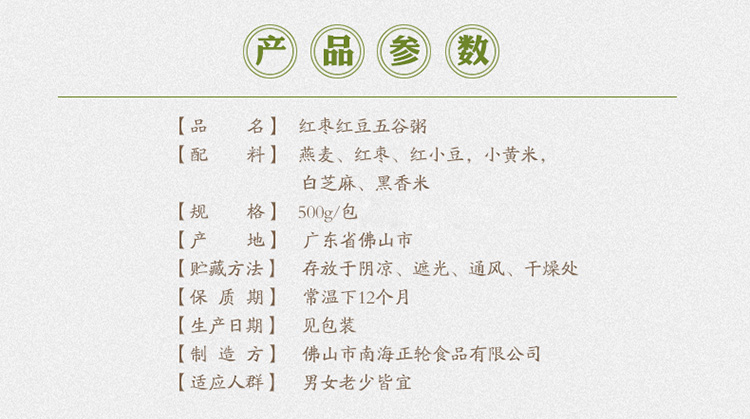 产品参数
【品名】 红枣红豆五谷粥
【配料】 燕麦、红枣、红小豆，小黄米，
白芝麻、黑香米
【规格】 500g/包
【产地】 广东省佛山市
【贮藏方法】 存放于阴凉、遮光、通风、干燥处
【保质期】 常温下12个月
【生产日期】 见包装
【制造方】 佛山市南海正轮食品有限公司
【适应人群】 男女老少皆宜